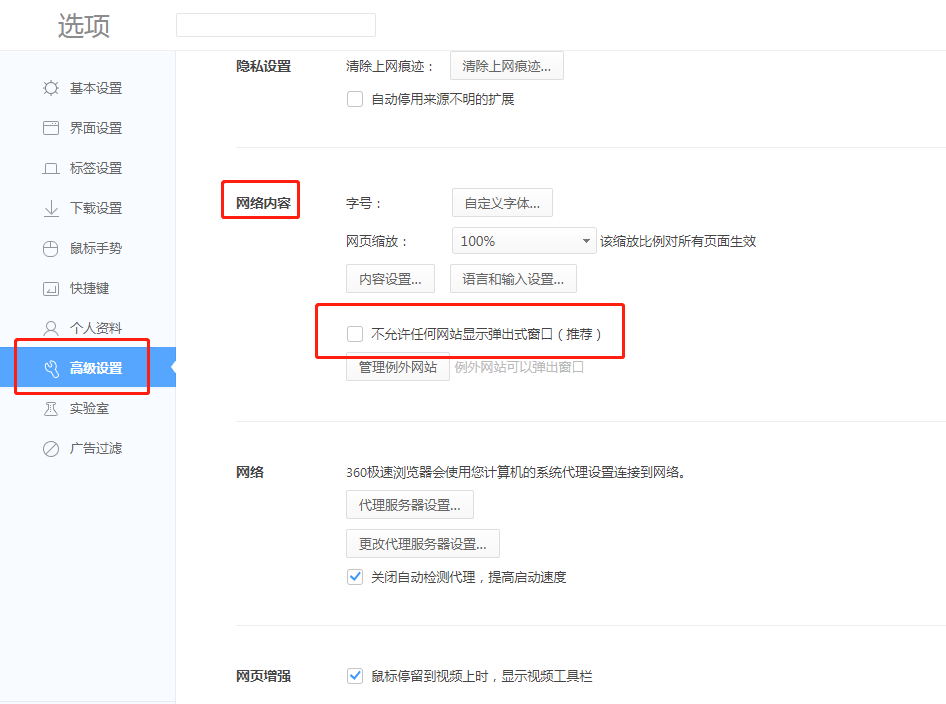 选项
基本设置
界面设置
标签设置
下载设置
鼠标手势
快捷键
个人资料
高级设置
实验室
广告过滤
隐私设置 清除上网痕迹： 清除上网痕迹...
自动停用来源不明的扩展
网络内容 字号： 自定义字体...
网页缩放： 100% 该缩放比例对所有页面生效
内容设置... 语言和输入设置...
不允许任何网站显示弹出式窗口（推荐）
管理例外网站 例外网站可以弹出窗口
网络 360极速浏览器会使用您计算机的系统代理设置连接到网络。
代理服务器设置...
更改代理服务器设置...
关闭自动检测代理，提高启动速度
网页增强 鼠标停留到视频上时，显示视频工具栏